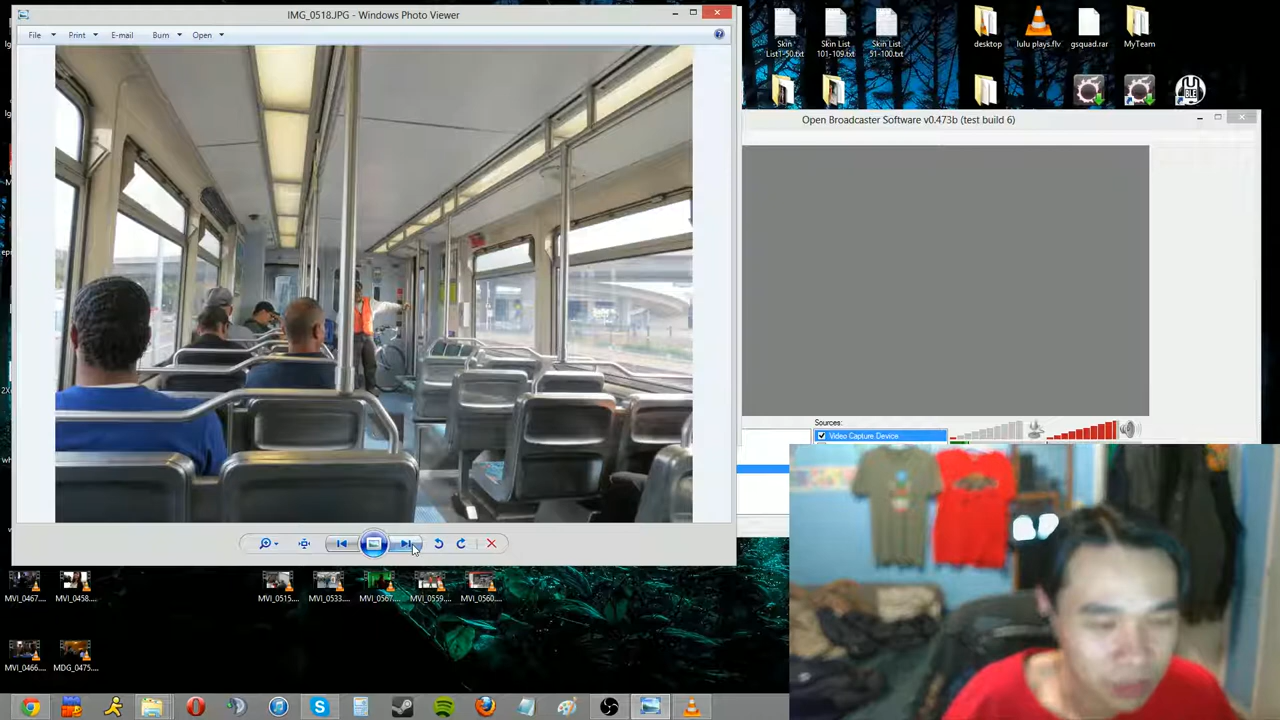 IMG_0518.JPG - Windows Photo Viewer
File
Print
E-mail
Burn
Open
Skin
List1-50.txt
Skin List
101-109.txt
Skin List
51-100.txt
desktop
lulu plays.flv
gsquad.rar
MyTeam
Open Broadcaster Software v0.473b (test build 6)
Sources:
Video Capture Device
MVI_0467....
MVI_0458....
MVI_0515....
MVI_0533....
MVI_0567....
MVI_0559....
MVI_0560....
MVI_0466....
MDG_0475....